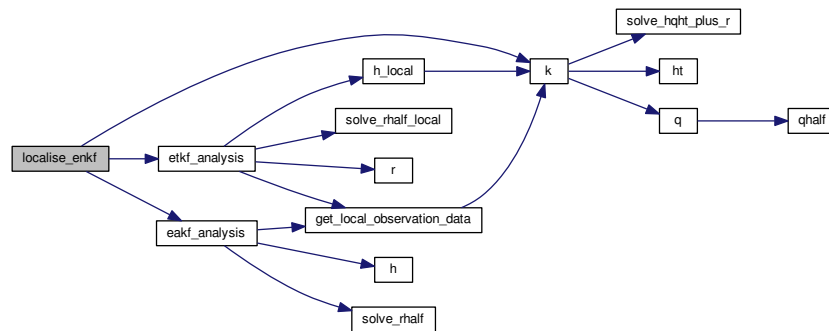 solve_hqht_plus_r
h_local
k
ht
solve_rhalf_local
q
qhalf
localise_enkf
etkf_analysis
r
get_local_observation_data
eakf_analysis
h
solve_rhalf